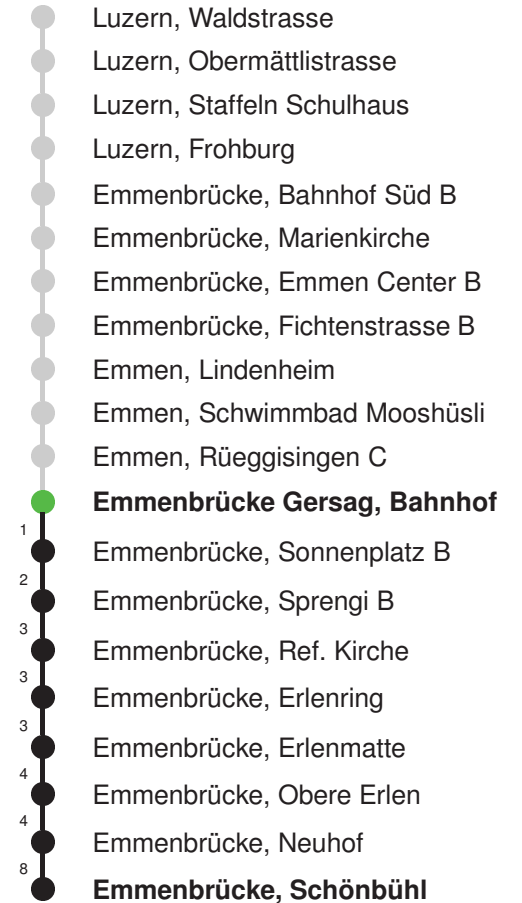 Luzern, Waldstrasse
Luzern, Obermättlistrasse
Luzern, Staffeln Schulhaus
Luzern, Frohburg
Emmenbrücke, Bahnhof Süd B
Emmenbrücke, Marienkirche
Emmenbrücke, Emmen Center B
Emmenbrücke, Fichtenstrasse B
Emmen, Lindenheim
Emmen, Schwimmbad Mooshüsli
Emmen, Rüeggisingen C
Emmenbrücke Gersag, Bahnhof
1 Emmenbrücke, Sonnenplatz B
2 Emmenbrücke, Sprengi B
3 Emmenbrücke, Ref. Kirche
3 Emmenbrücke, Erlenring
3 Emmenbrücke, Erlenmatte
4 Emmenbrücke, Obere Erlen
4 Emmenbrücke, Neuhof
8 Emmenbrücke, Schönbühl